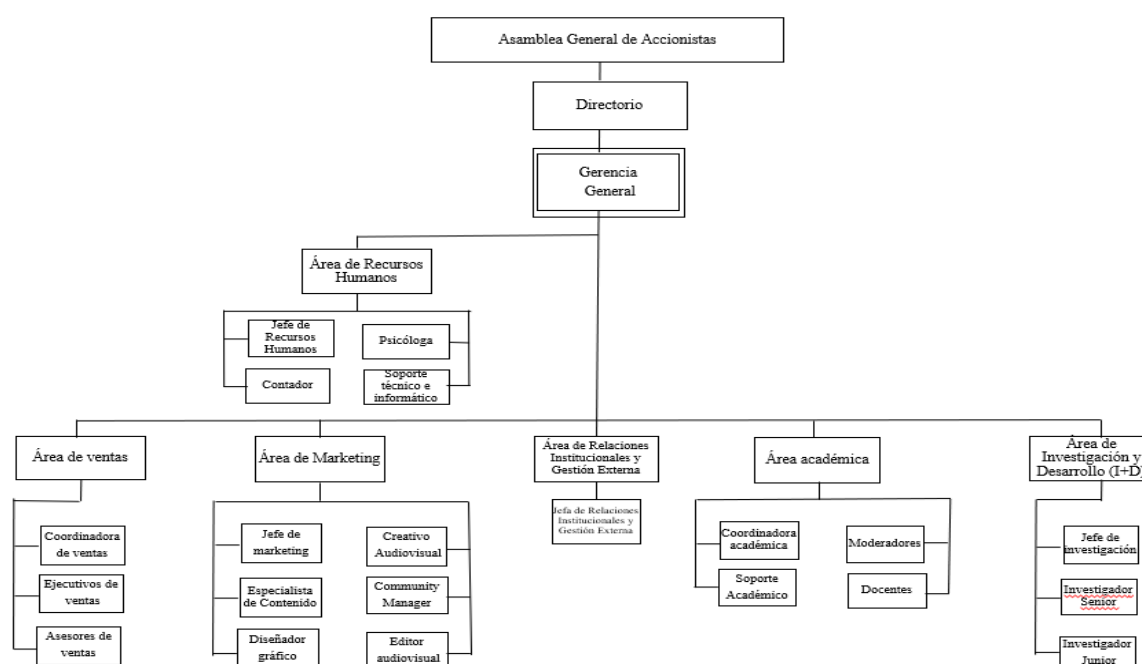 Asamblea General de Accionistas
Directorio
Gerencia
General
Área de Recursos
Humanos
Jefe de
Recursos
Humanos
Psicóloga
Contador
Soporte
técnico e
informático
Área de ventas
Área de Marketing
Área de Relaciones
Institucionales y
Gestión Externa
Área académica
Área de
Investigación y
Desarrollo (I+D)
Coordinadora
de ventas
Ejecutivos de
ventas
Asesores de
ventas
Jefe de
marketing
Creativo
Audiovisual
Especialista
de Contenido
Community
Manager
Diseñador
gráfico
Editor
audiovisual
Jefa de Relaciones
Institucionales y
Gestión Externa
Coordinadora
académica
Moderadores
Soporte
Académico
Docentes
Jefe de
investigación
Investigador
Senior
Investigador
Junior